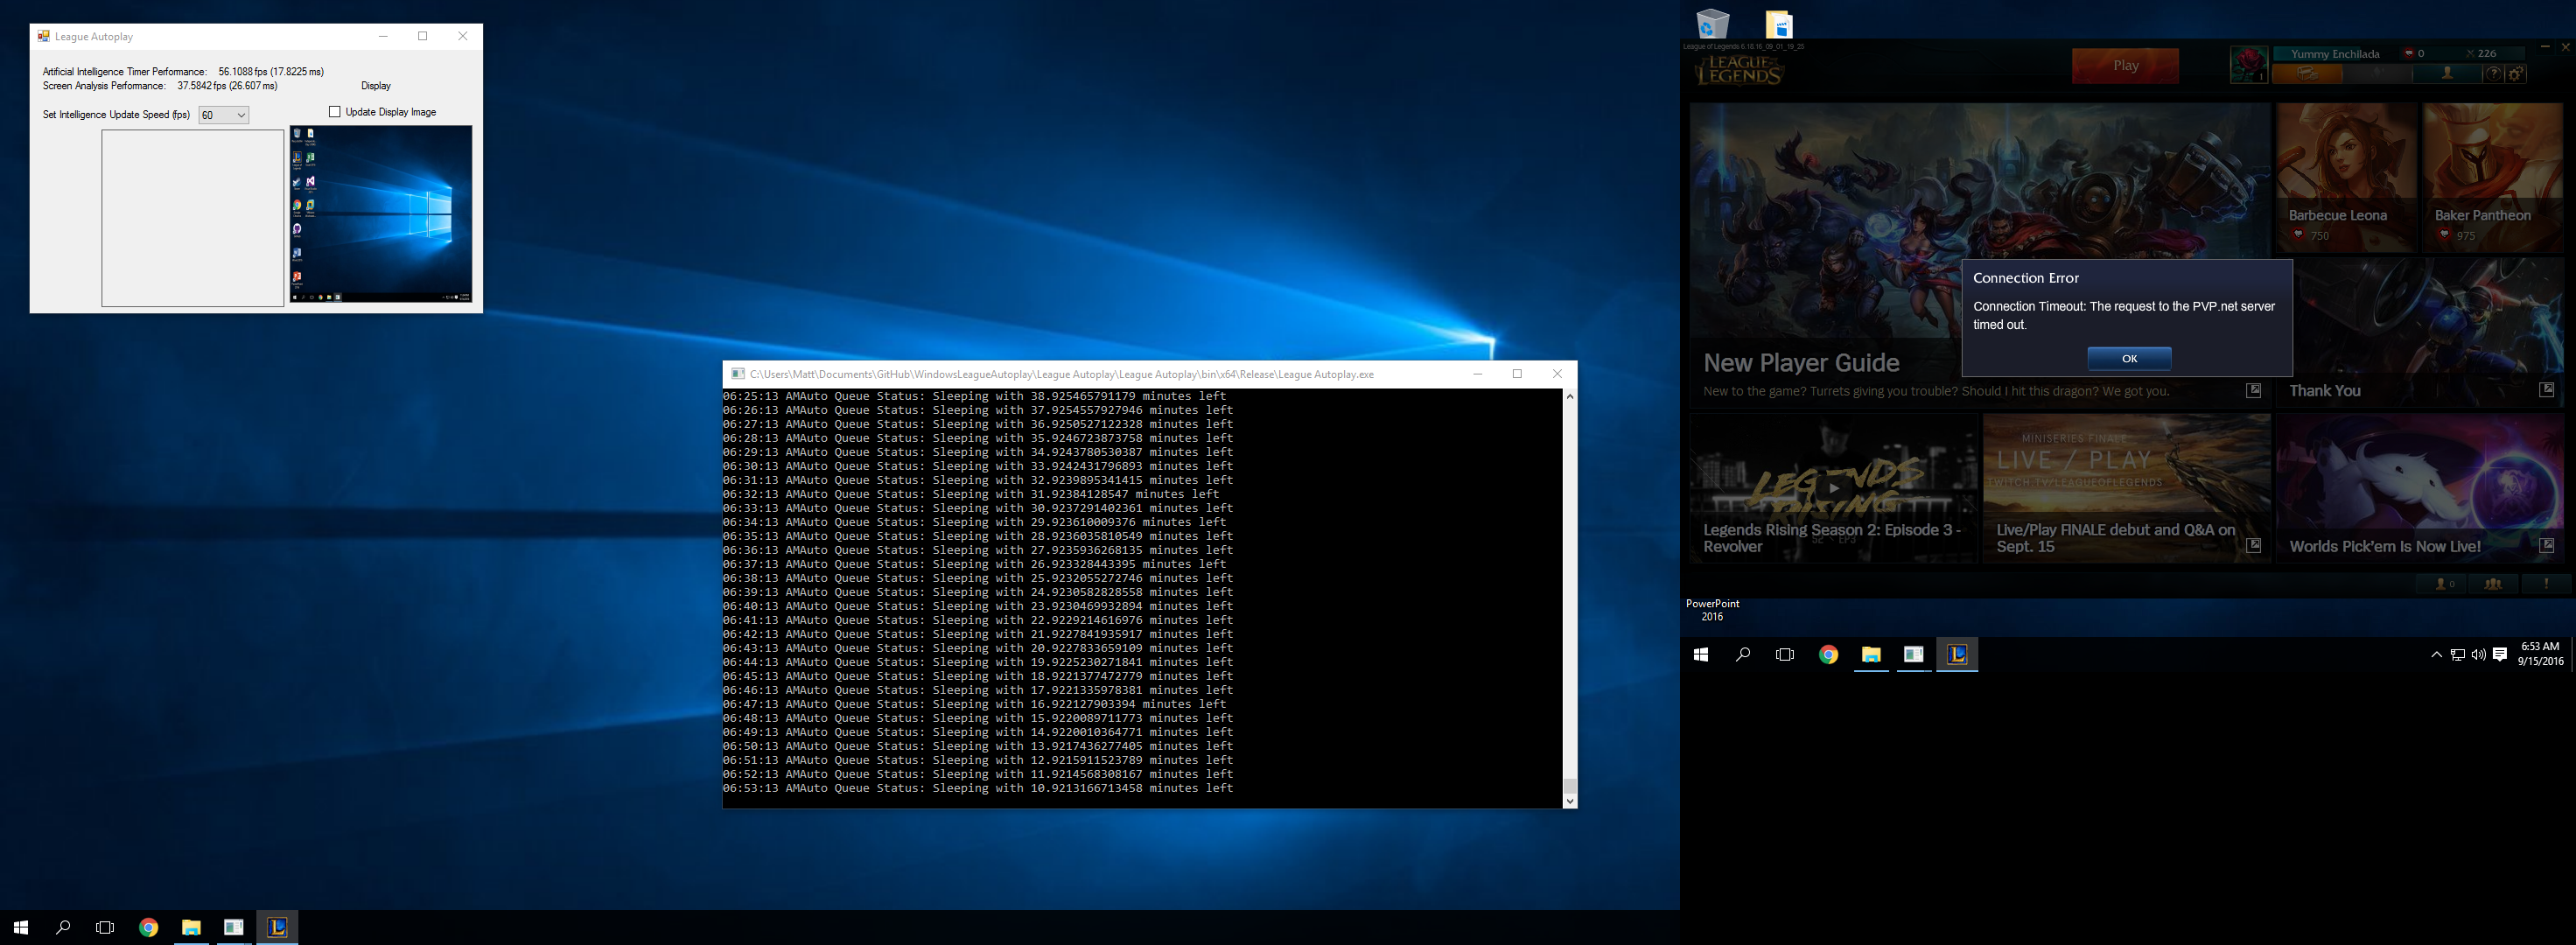 League Autoplay
Artificial Intelligence Timer Performance: 56.1088 fps (17.8225 ms)
Screen Analysis Performance: 37.5842 fps (26.607 ms)
Display
Set Intelligence Update Speed (fps) 60
Update Display Image
C:\Users\Matt\Documents\GitHub\WindowsLeagueAutoplay\League Autoplay\League Autoplay\bin\x64\Release\League Autoplay.exe
06:25:13 AMAuto Queue Status: Sleeping with 38.925465791179 minutes left
06:26:13 AMAuto Queue Status: Sleeping with 37.9254557927946 minutes left
06:27:13 AMAuto Queue Status: Sleeping with 36.9250527122328 minutes left
06:28:13 AMAuto Queue Status: Sleeping with 35.9246723873758 minutes left
06:29:13 AMAuto Queue Status: Sleeping with 34.9243780530387 minutes left
06:30:13 AMAuto Queue Status: Sleeping with 33.9242431796893 minutes left
06:31:13 AMAuto Queue Status: Sleeping with 32.9239895341415 minutes left
06:32:13 AMAuto Queue Status: Sleeping with 31.92384128547 minutes left
06:33:13 AMAuto Queue Status: Sleeping with 30.9237291402361 minutes left
06:34:13 AMAuto Queue Status: Sleeping with 29.923610009376 minutes left
06:35:13 AMAuto Queue Status: Sleeping with 28.9236035810549 minutes left
06:36:13 AMAuto Queue Status: Sleeping with 27.9235936268135 minutes left
06:37:13 AMAuto Queue Status: Sleeping with 26.923328443395 minutes left
06:38:13 AMAuto Queue Status: Sleeping with 25.9232055272746 minutes left
06:39:13 AMAuto Queue Status: Sleeping with 24.9230582828558 minutes left
06:40:13 AMAuto Queue Status: Sleeping with 23.9230469932894 minutes left
06:41:13 AMAuto Queue Status: Sleeping with 22.9229214616976 minutes left
06:42:13 AMAuto Queue Status: Sleeping with 21.9227841935917 minutes left
06:43:13 AMAuto Queue Status: Sleeping with 20.9227833659109 minutes left
06:44:13 AMAuto Queue Status: Sleeping with 19.9225230271841 minutes left
06:45:13 AMAuto Queue Status: Sleeping with 18.9221377472779 minutes left
06:46:13 AMAuto Queue Status: Sleeping with 17.9221335978381 minutes left
06:47:13 AMAuto Queue Status: Sleeping with 16.922127903394 minutes left
06:48:13 AMAuto Queue Status: Sleeping with 15.9220089711773 minutes left
06:49:13 AMAuto Queue Status: Sleeping with 14.9220010364771 minutes left
06:50:13 AMAuto Queue Status: Sleeping with 13.9217436277405 minutes left
06:51:13 AMAuto Queue Status: Sleeping with 12.9215911523789 minutes left
06:52:13 AMAuto Queue Status: Sleeping with 11.9214568308167 minutes left
06:53:13 AMAuto Queue Status: Sleeping with 10.9213166713458 minutes left
League of Legends 6.18.16_09_01_19_25
LEAGUE OF
LEGENDS
Play
1
Yummy Enchilada
0
226
Barbecue Leona
750
Baker Pantheon
975
Connection Error
Connection Timeout: The request to the PVP.net server
timed out.
OK
New Player Guide
New to the game? Turrets giving you trouble? Should I hit this dragon? We got you.
Thank You
LEGENDS
RISING
S2 - EP3
Legends Rising Season 2: Episode 3 -
Revolver
MINISERIES FINALE
LIVE / PLAY
TWITCH.TV/LEAGUEOFLEGENDS
Live/Play FINALE debut and Q&A on
Sept. 15
Worlds Pick'em Is Now Live!
0
PowerPoint
2016
6:53 AM
9/15/2016